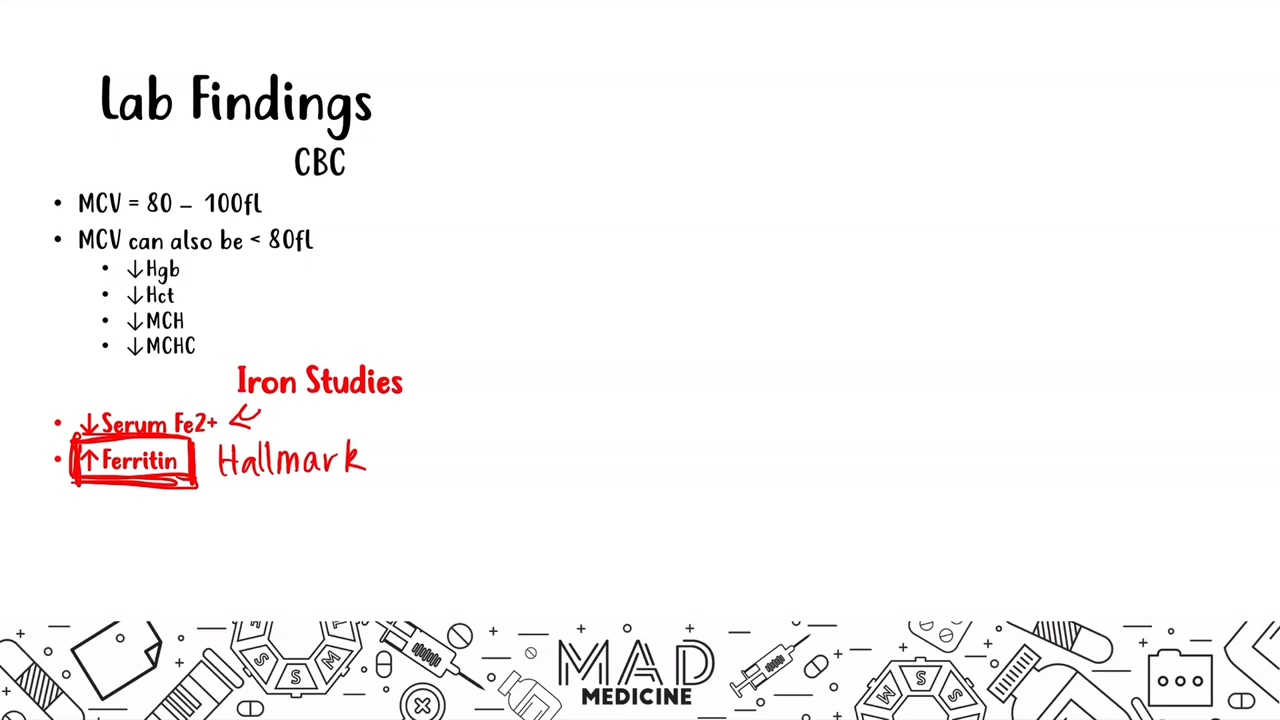 Lab Findings
CBC
• MCV = 80 – 100fL
• MCV can also be < 80fL
• ↓Hgb
• ↓Hct
• ↓MCH
• ↓MCHC
Iron Studies
• ↓Serum Fe2+
• ↑Ferritin Hallmark
S S M
MAD
MEDICINE
M S S